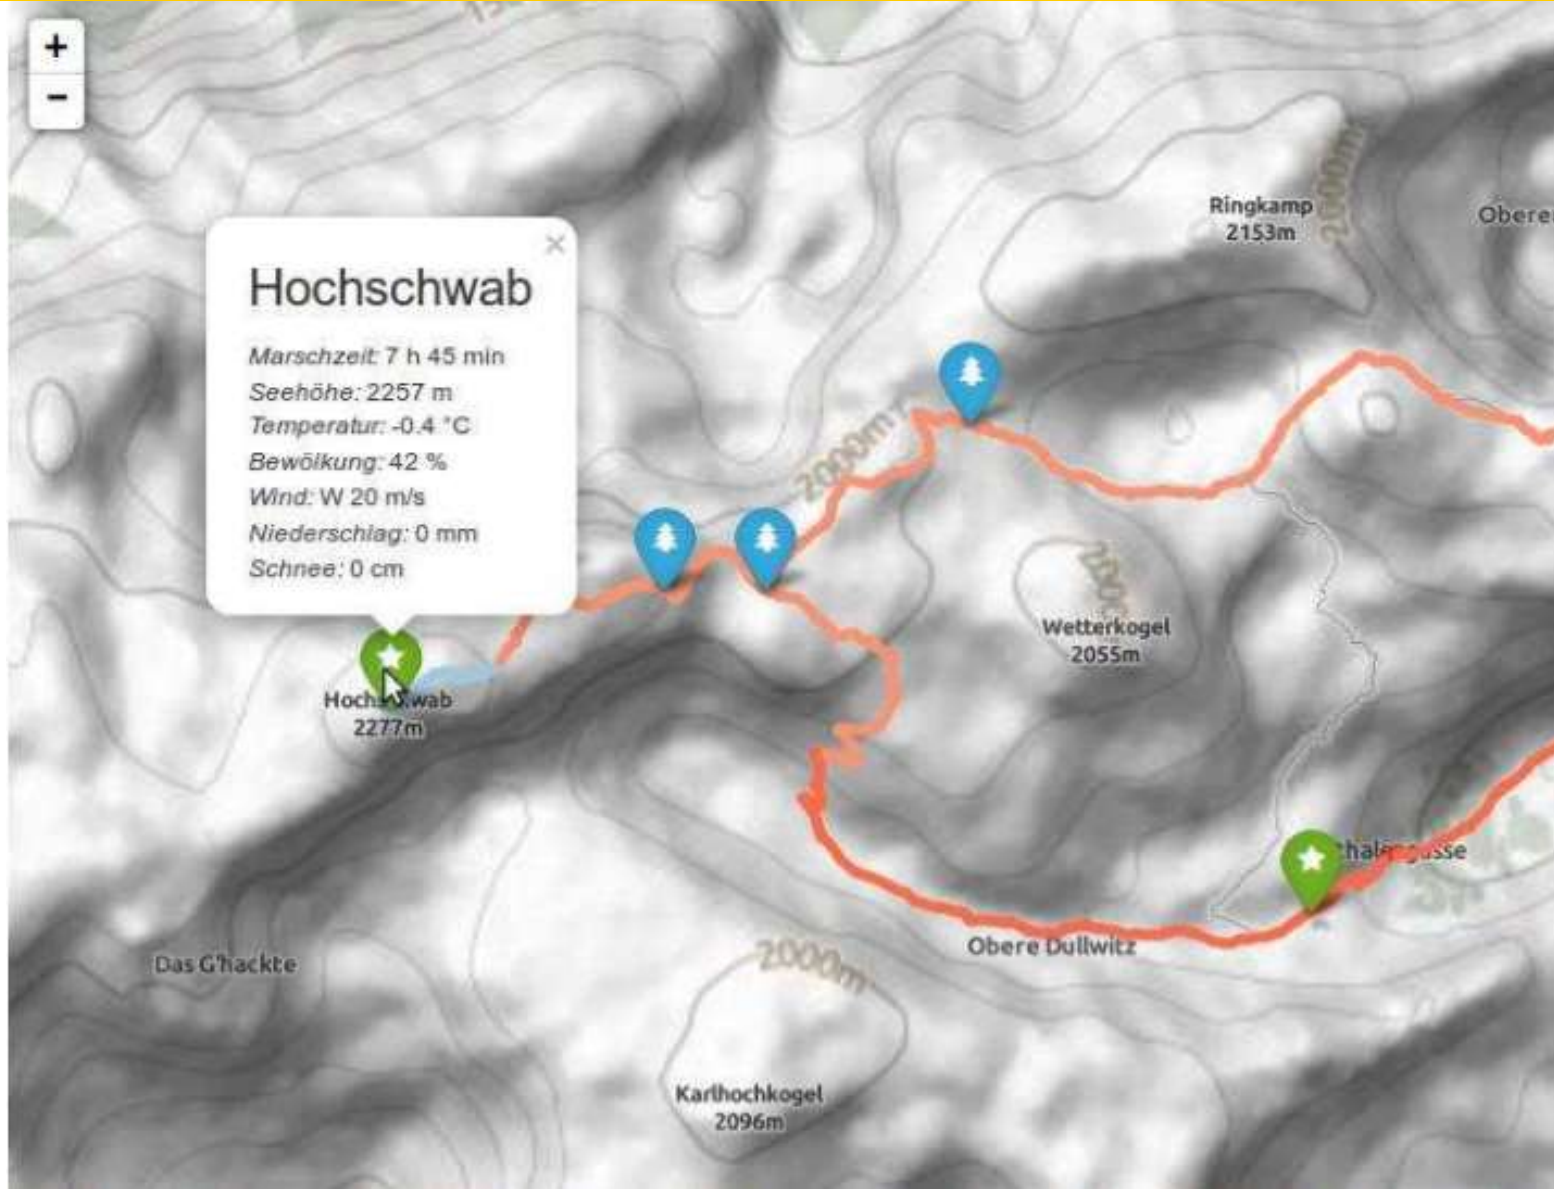 +
−
Ringkamp
2153m
2000m
×
Hochschwab
Marschzeit: 7 h 45 min
Seehöhe: 2257 m
Temperatur: -0.4 °C
Bewölkung: 42 %
Wind: W 20 m/s
Niederschlag: 0 mm
Schnee: 0 cm
2000m
Wetterkogel
2055m
2277m
Das G'hackte
Obere Dullwitz
2000m
Karlhochkogel
2096m